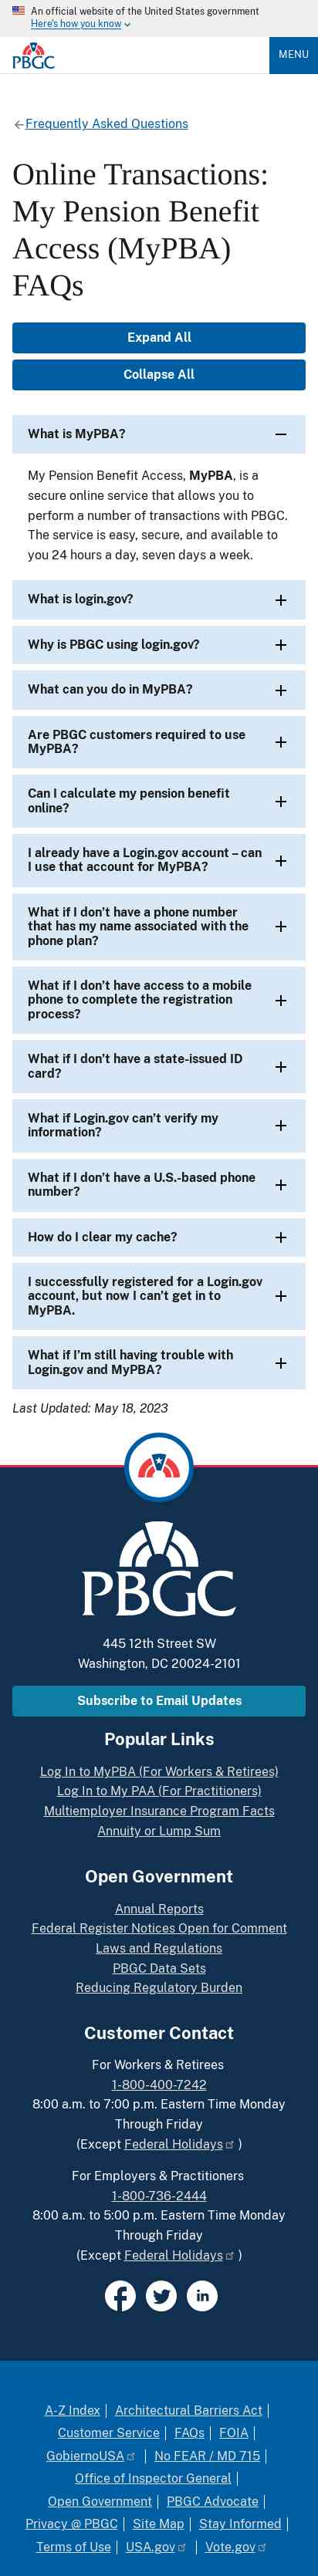 An official website of the United States government
Here's how you know
PBGC
MENU
Frequently Asked Questions
Online Transactions:
My Pension Benefit
Access (MyPBA)
FAQs
Expand All
Collapse All
What is MyPBA?
My Pension Benefit Access, MyPBA, is a
secure online service that allows you to
perform a number of transactions with PBGC.
The service is easy, secure, and available to
you 24 hours a day, seven days a week.
What is login.gov?
Why is PBGC using login.gov?
What can you do in MyPBA?
Are PBGC customers required to use
MyPBA?
Can I calculate my pension benefit
online?
I already have a Login.gov account – can
I use that account for MyPBA?
What if I don't have a phone number
that has my name associated with the
phone plan?
What if I don't have access to a mobile
phone to complete the registration
process?
What if I don't have a state-issued ID
card?
What if Login.gov can't verify my
information?
What if I don't have a U.S.-based phone
number?
How do I clear my cache?
I successfully registered for a Login.gov
account, but now I can't get in to
MyPBA.
What if I'm still having trouble with
Login.gov and MyPBA?
Last Updated: May 18, 2023
PBGC
445 12th Street SW
Washington, DC 20024-2101
Subscribe to Email Updates
Popular Links
Log In to MyPBA (For Workers & Retirees)
Log In to My PAA (For Practitioners)
Multiemployer Insurance Program Facts
Annuity or Lump Sum
Open Government
Annual Reports
Federal Register Notices Open for Comment
Laws and Regulations
PBGC Data Sets
Reducing Regulatory Burden
Customer Contact
For Workers & Retirees
1-800-400-7242
8:00 a.m. to 7:00 p.m. Eastern Time Monday
Through Friday
(Except Federal Holidays )
For Employers & Practitioners
1-800-736-2444
8:00 a.m. to 5:00 p.m. Eastern Time Monday
Through Friday
(Except Federal Holidays )
in
A-Z Index | Architectural Barriers Act |
Customer Service | FAQs | FOIA |
GobiernoUSA | No FEAR / MD 715 |
Office of Inspector General |
Open Government | PBGC Advocate |
Privacy @ PBGC | Site Map | Stay Informed |
Terms of Use | USA.gov | Vote.gov